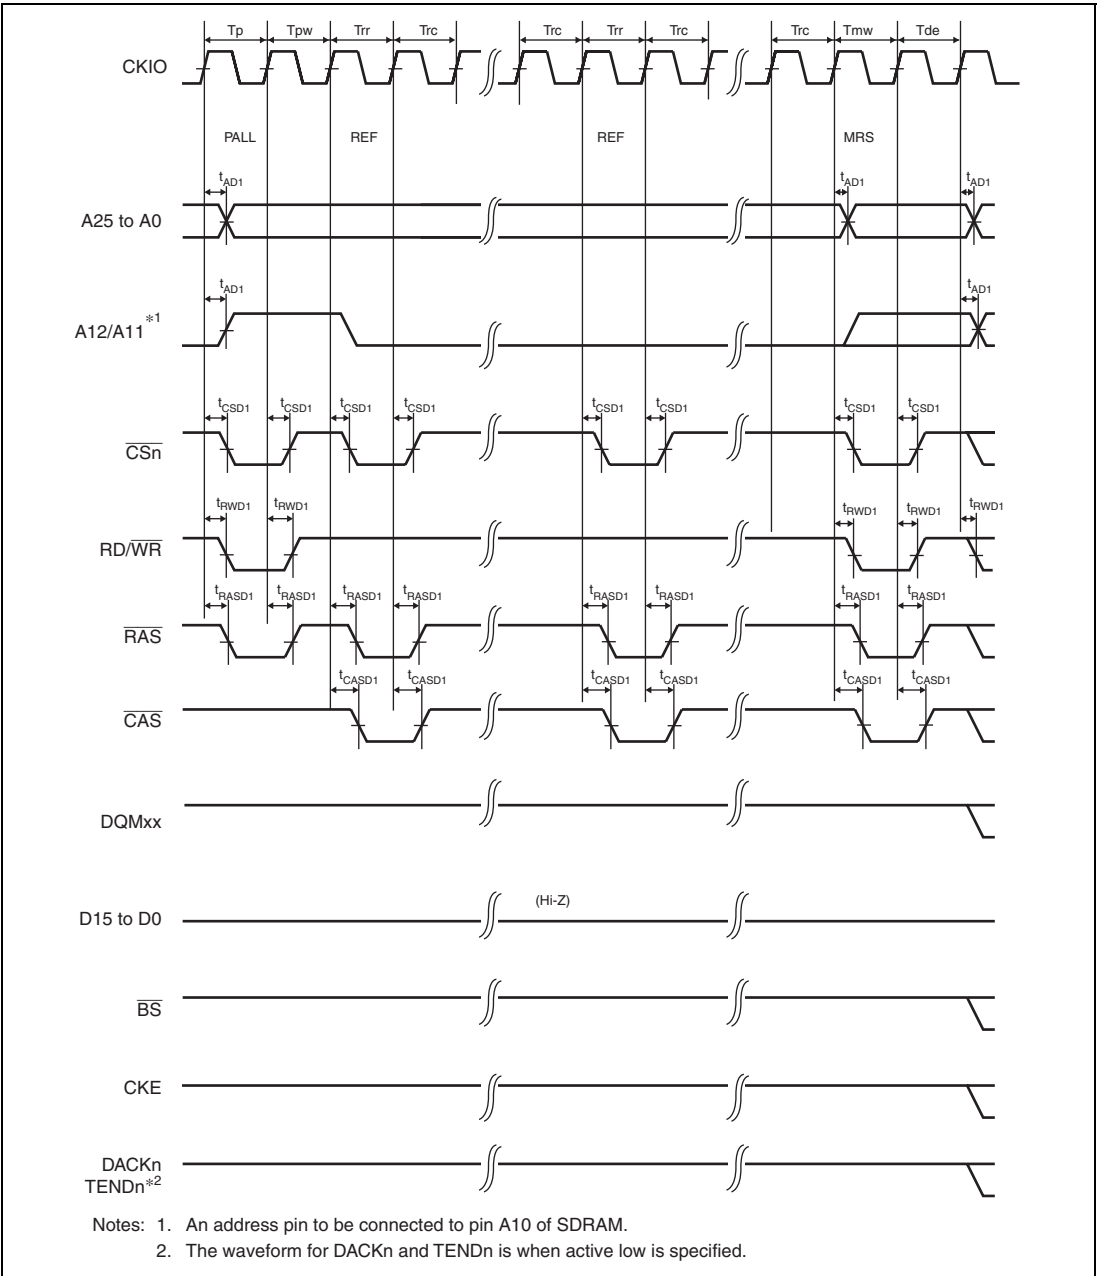 Tp Tpw Trr Trc Trc Trr Trc Trc Tmw Tde
CKIO
PALL REF REF MRS
tAD1 tAD1 tAD1
A25 to A0
tAD1 tAD1
A12/A11*1
tCSD1 tCSD1 tCSD1 tCSD1 tCSD1 tCSD1 tCSD1 tCSD1
CSn
tRWD1 tRWD1 tRWD1 tRWD1 tRWD1
RD/WR
tRASD1 tRASD1 tRASD1 tRASD1 tRASD1 tRASD1 tRASD1 tRASD1
RAS
tCASD1 tCASD1 tCASD1 tCASD1 tCASD1 tCASD1
CAS
DQMxx
(Hi-Z)
D15 to D0
BS
CKE
DACKn
TENDn*2
Notes: 1. An address pin to be connected to pin A10 of SDRAM.
2. The waveform for DACKn and TENDn is when active low is specified.